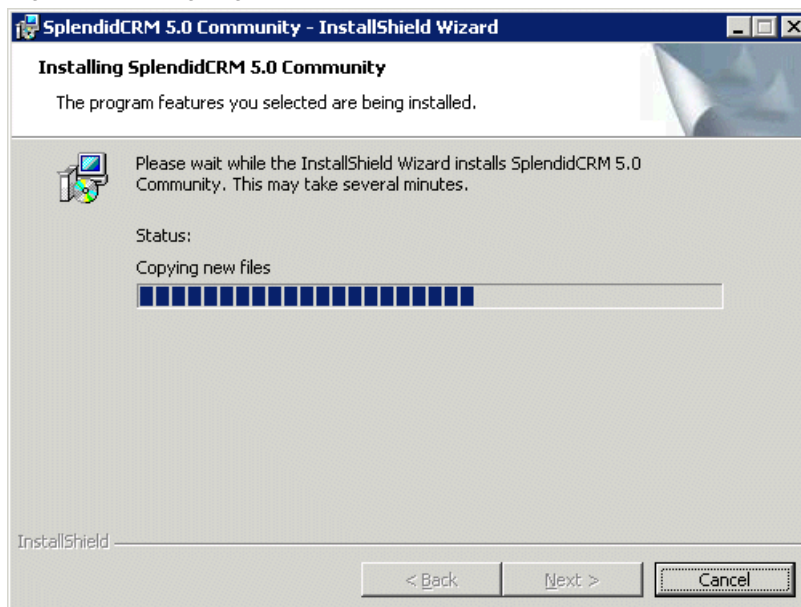 SplendidCRM 5.0 Community - InstallShield Wizard
Installing SplendidCRM 5.0 Community
The program features you selected are being installed.
Please wait while the InstallShield Wizard installs SplendidCRM 5.0
Community. This may take several minutes.
Status:
Copying new files
InstallShield
< Back Next > Cancel